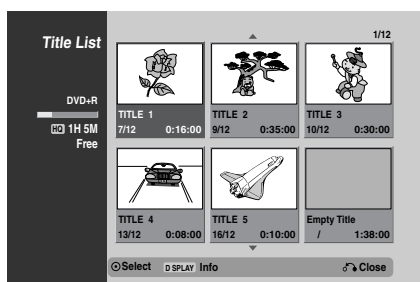 Title List
1/12
DVD+R
HQ 1H 5M
Free
TITLE 1
7/12 0:16:00
TITLE 2
9/12 0:35:00
TITLE 3
10/12 0:30:00
TITLE 4
13/12 0:08:00
TITLE 5
16/12 0:10:00
Empty Title
/ 1:38:00
Select D SPLAY Info Close